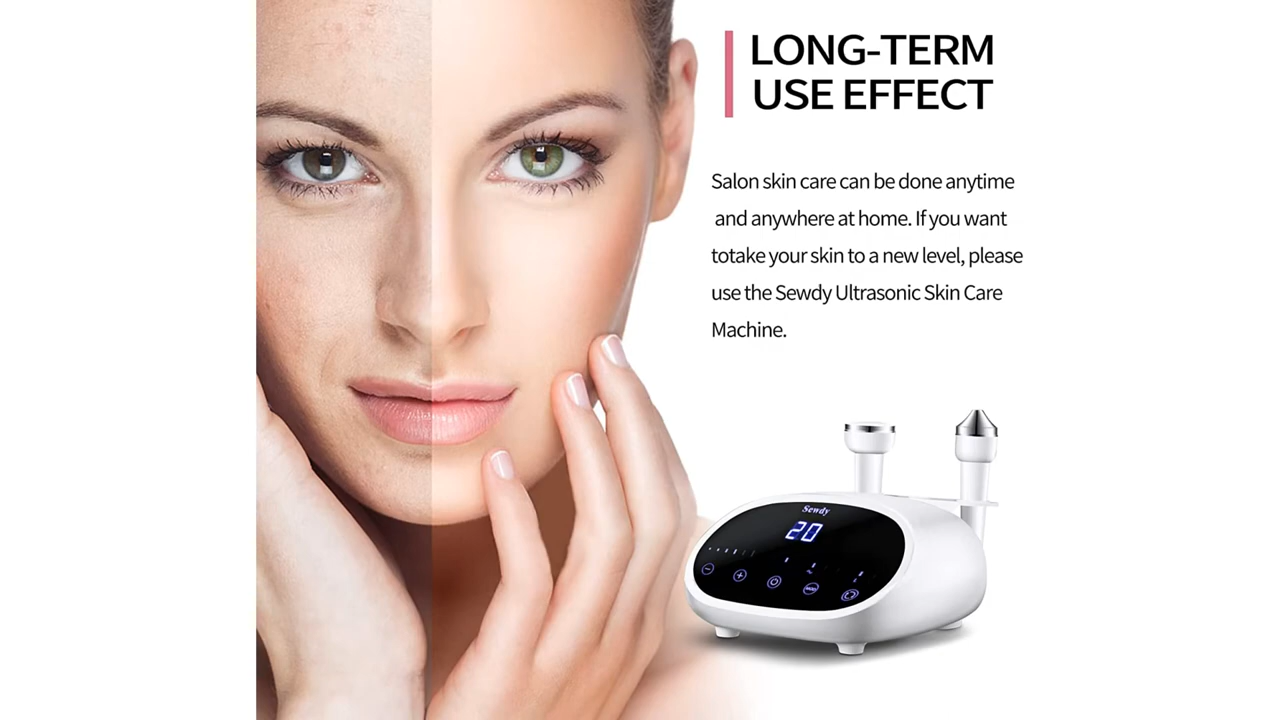 LONG-TERM
USE EFFECT
Salon skin care can be done anytime
and anywhere at home. If you want
totake your skin to a new level, please
use the Sewdy Ultrasonic Skin Care
Machine.
Sewdy
20